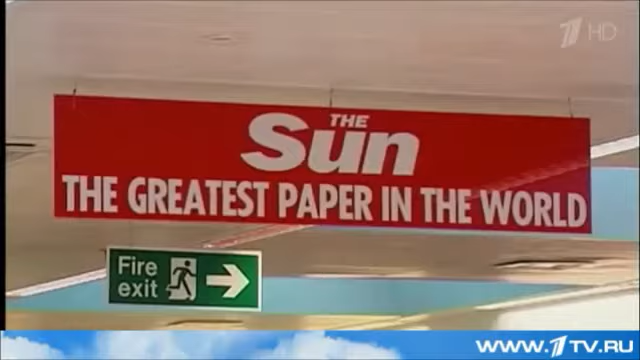 1 HD
THE
Sun
THE GREATEST PAPER IN THE WORLD
Fire
exit
www.1TV.RU